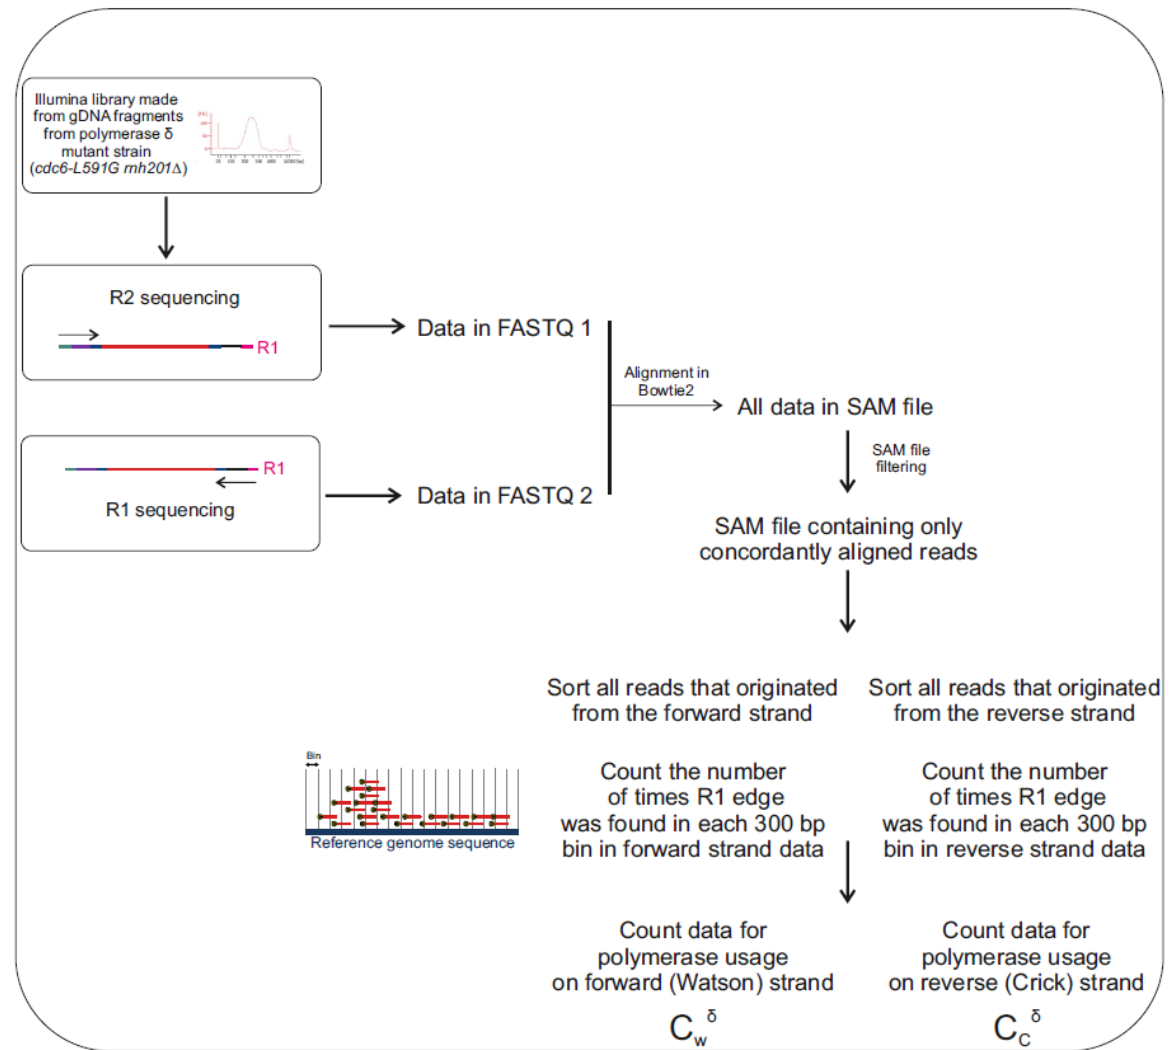 Illumina library made
from gDNA fragments
from polymerase δ
mutant strain
(cdc6-L591G rnh201Δ)
R2 sequencing
R1
Data in FASTQ 1
Alignment in
Bowtie2
All data in SAM file
R1
R1 sequencing
Data in FASTQ 2
SAM file
filtering
SAM file containing only
concordantly aligned reads
Sort all reads that originated
from the forward strand
Sort all reads that originated
from the reverse strand
Bin
Reference genome sequence
Count the number
of times R1 edge
was found in each 300 bp
bin in forward strand data
Count the number
of times R1 edge
was found in each 300 bp
bin in reverse strand data
Count data for
polymerase usage
on forward (Watson) strand
C_w^δ
Count data for
polymerase usage
on reverse (Crick) strand
C_C^δ